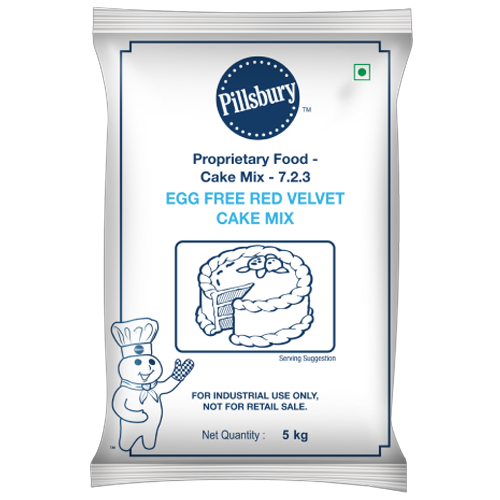 Pillsbury
TM
Proprietary Food -
Cake Mix - 7.2.3
EGG FREE RED VELVET
CAKE MIX
Serving Suggestion
FOR INDUSTRIAL USE ONLY,
NOT FOR RETAIL SALE.
Net Quantity : 5 kg